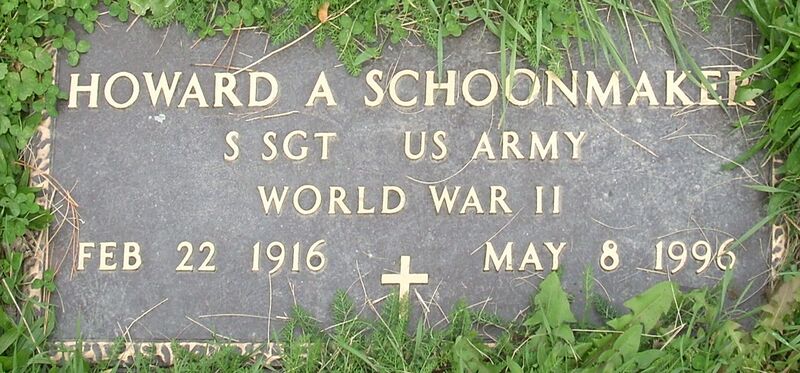 HOWARD A SCHOONMAKER
S SGT US ARMY
WORLD WAR II
FEB 22 1916 MAY 8 1996